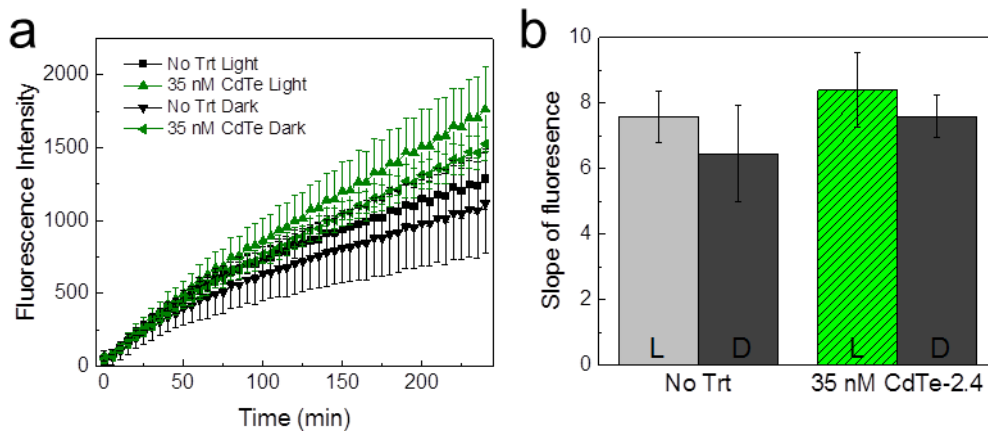 a
2000
1500
1000
500
0
Fluorescence Intensity
No Trt Light
35 nM CdTe Light
No Trt Dark
35 nM CdTe Dark
0 50 100 150 200
Time (min)
b
10
8
6
4
2
0
Slope of fluoresence
L D L D
No Trt 35 nM CdTe-2.4